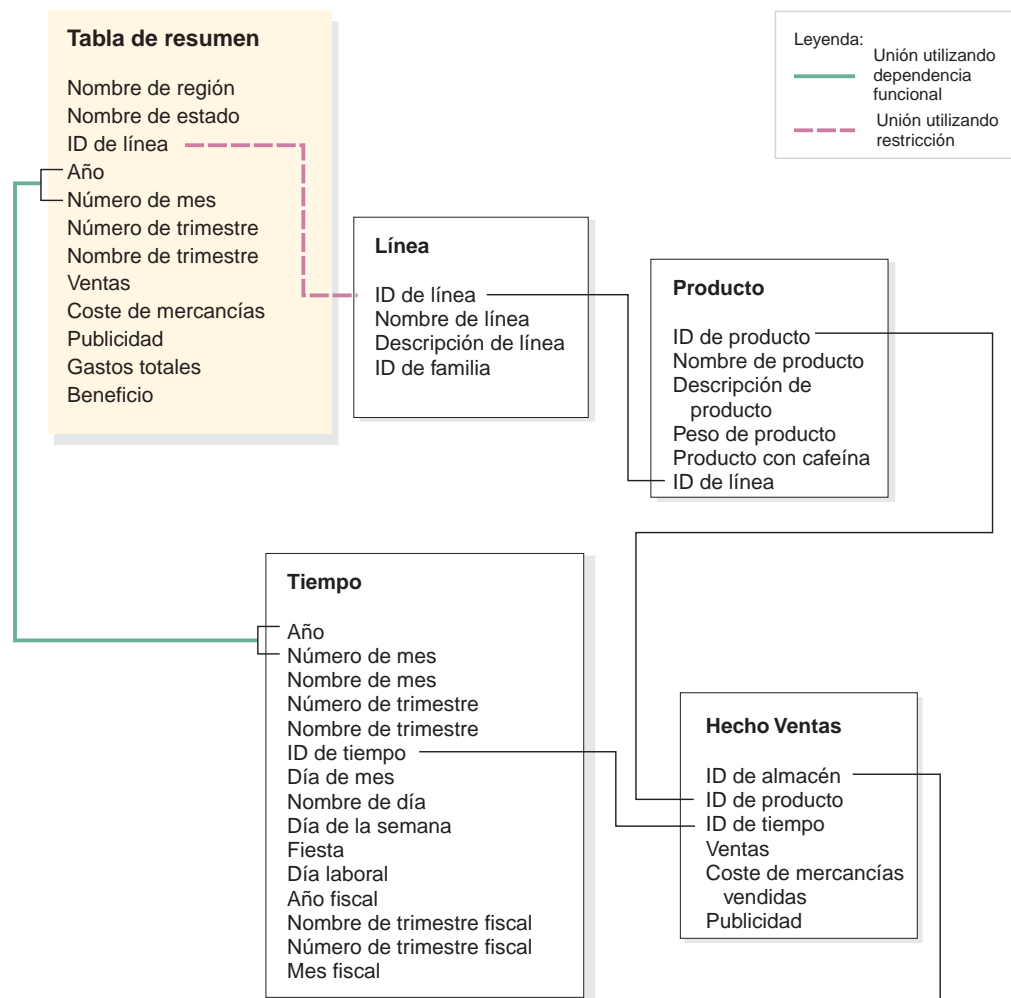 Tabla de resumen
Nombre de región
Nombre de estado
ID de línea
Año
Número de mes
Número de trimestre
Nombre de trimestre
Ventas
Coste de mercancías
Publicidad
Gastos totales
Beneficio
Leyenda:
Unión utilizando
dependencia
funcional
Unión utilizando
restricción
Línea
ID de línea
Nombre de línea
Descripción de línea
ID de familia
Producto
ID de producto
Nombre de producto
Descripción de
producto
Peso de producto
Producto con cafeína
ID de línea
Tiempo
Año
Número de mes
Nombre de mes
Número de trimestre
Nombre de trimestre
ID de tiempo
Día de mes
Nombre de día
Día de la semana
Fiesta
Día laboral
Año fiscal
Nombre de trimestre fiscal
Número de trimestre fiscal
Mes fiscal
Hecho Ventas
ID de almacén
ID de producto
ID de tiempo
Ventas
Coste de mercancías
vendidas
Publicidad